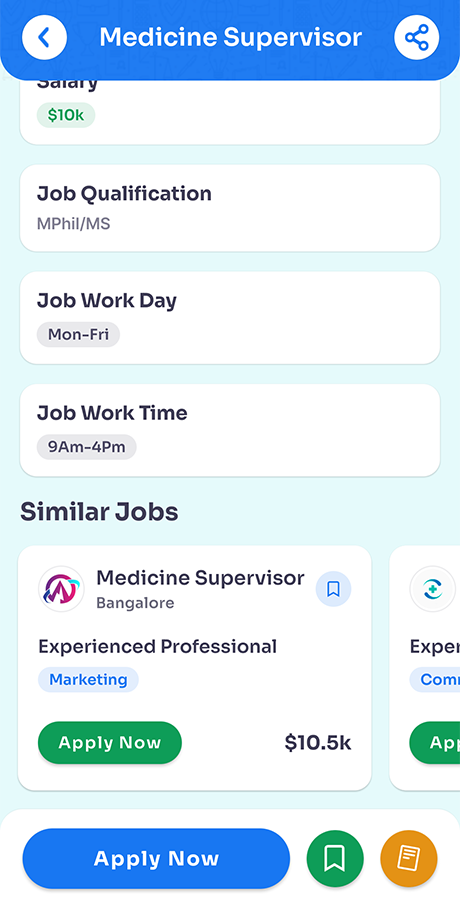 Medicine Supervisor
Salary
$10k
Job Qualification
MPhil/MS
Job Work Day
Mon-Fri
Job Work Time
9Am-4Pm
Similar Jobs
Medicine Supervisor
Bangalore
Experienced Professional
Marketing
Apply Now
$10.5k
Exper
Comm
App
Apply Now